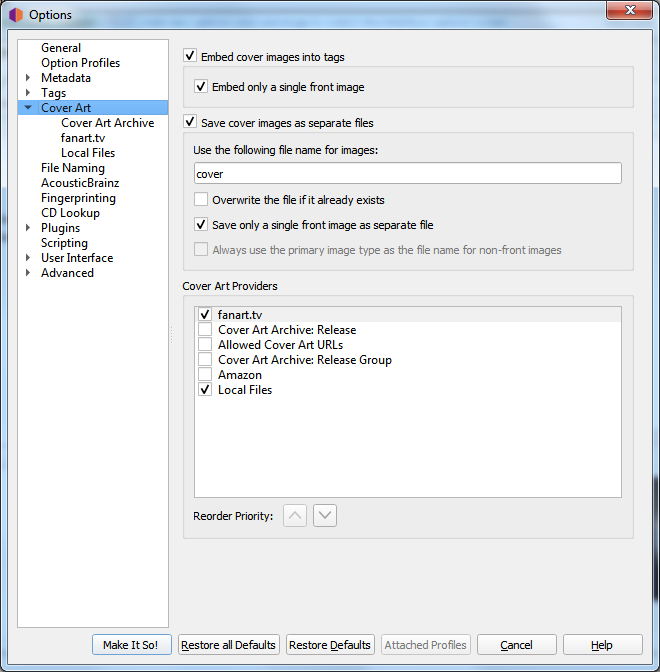 Options
General
Option Profiles
Metadata
Tags
Cover Art
Cover Art Archive
fanart.tv
Local Files
File Naming
AcousticBrainz
Fingerprinting
CD Lookup
Plugins
Scripting
User Interface
Advanced
Embed cover images into tags
Embed only a single front image
Save cover images as separate files
Use the following file name for images:
cover
Overwrite the file if it already exists
Save only a single front image as separate file
Always use the primary image type as the file name for non-front images
Cover Art Providers
fanart.tv
Cover Art Archive: Release
Allowed Cover Art URLs
Cover Art Archive: Release Group
Amazon
Local Files
Reorder Priority:
Make It So! Restore all Defaults Restore Defaults Attached Profiles Cancel Help